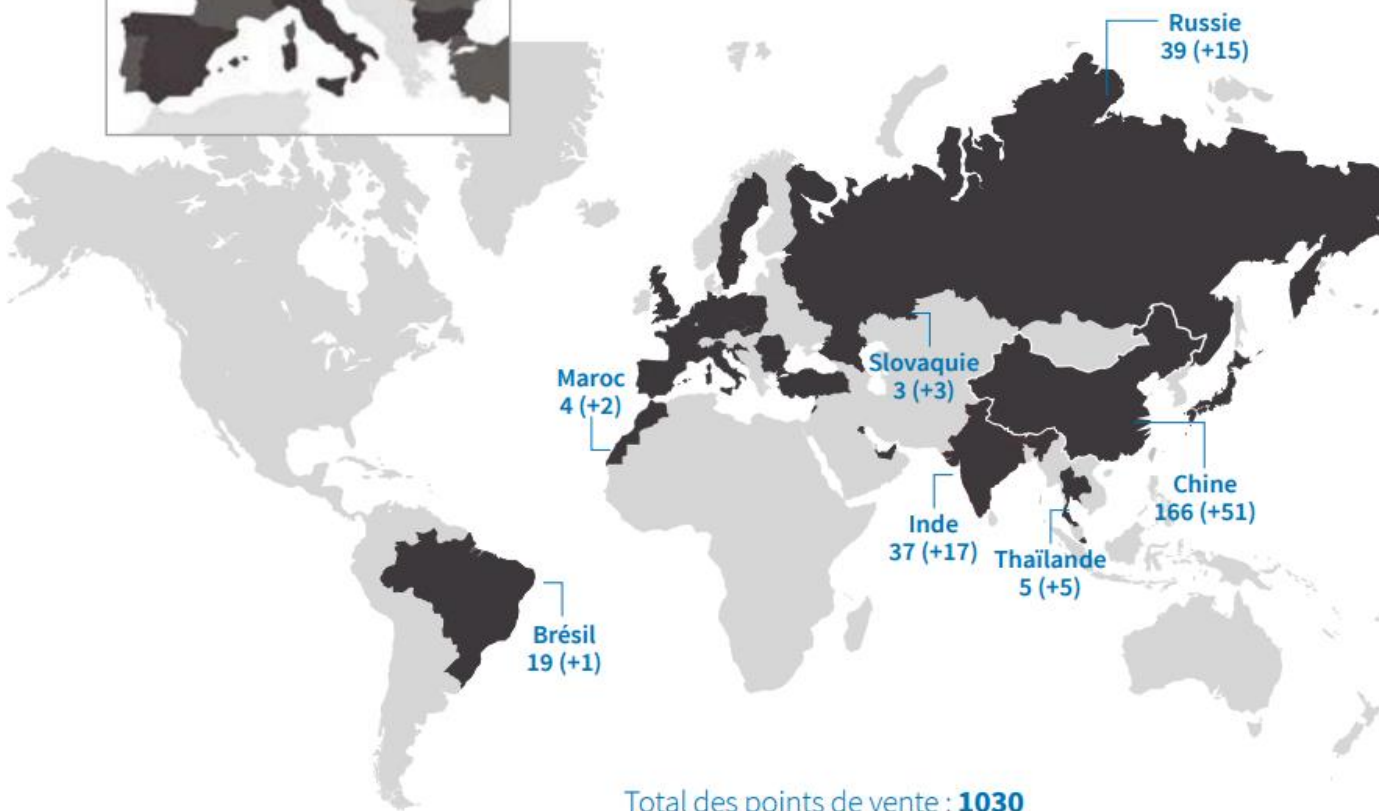 Russie
39 (+15)
Slovaquie
3 (+3)
Maroc
4 (+2)
Chine
166 (+51)
Inde
37 (+17)
Thaïlande
5 (+5)
Brésil
19 (+1)
Total des points de vente : 1030